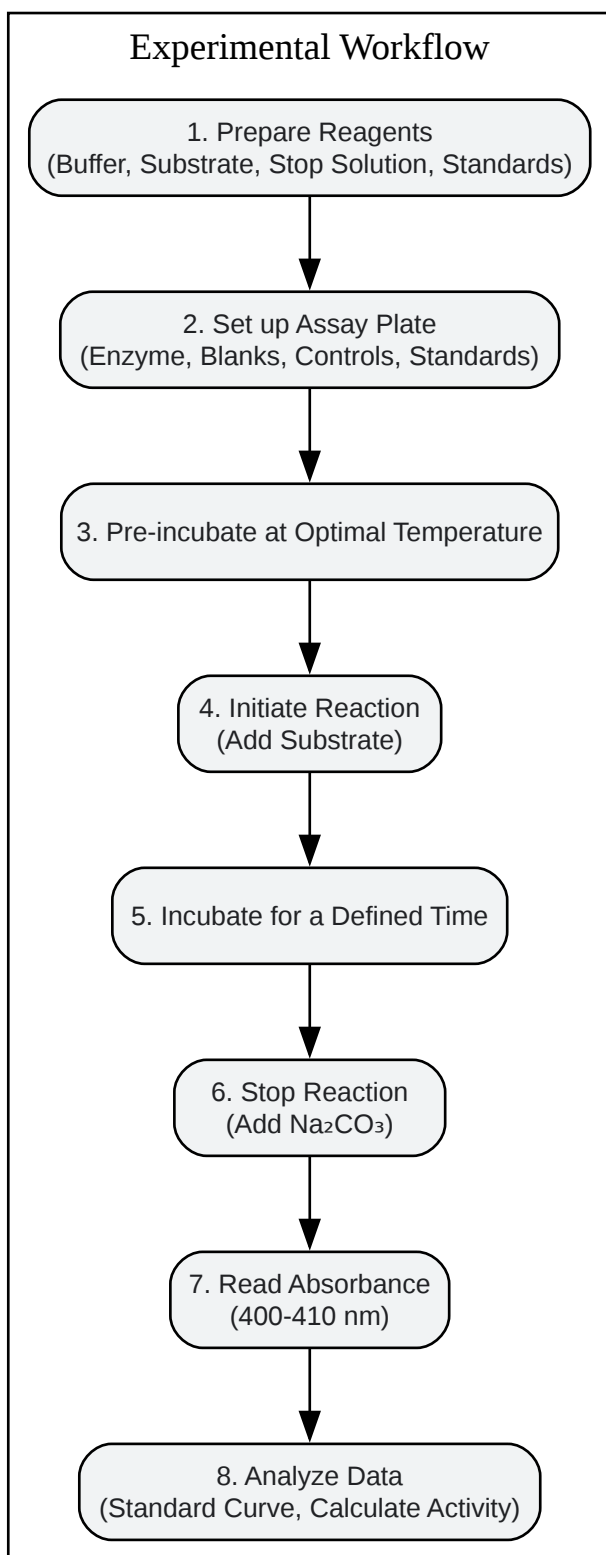 Experimental Workflow
1. Prepare Reagents
(Buffer, Substrate, Stop Solution, Standards)
2. Set up Assay Plate
(Enzyme, Blanks, Controls, Standards)
3. Pre-incubate at Optimal Temperature
4. Initiate Reaction
(Add Substrate)
5. Incubate for a Defined Time
6. Stop Reaction
(Add Na₂CO₃)
7. Read Absorbance
(400-410 nm)
8. Analyze Data
(Standard Curve, Calculate Activity)